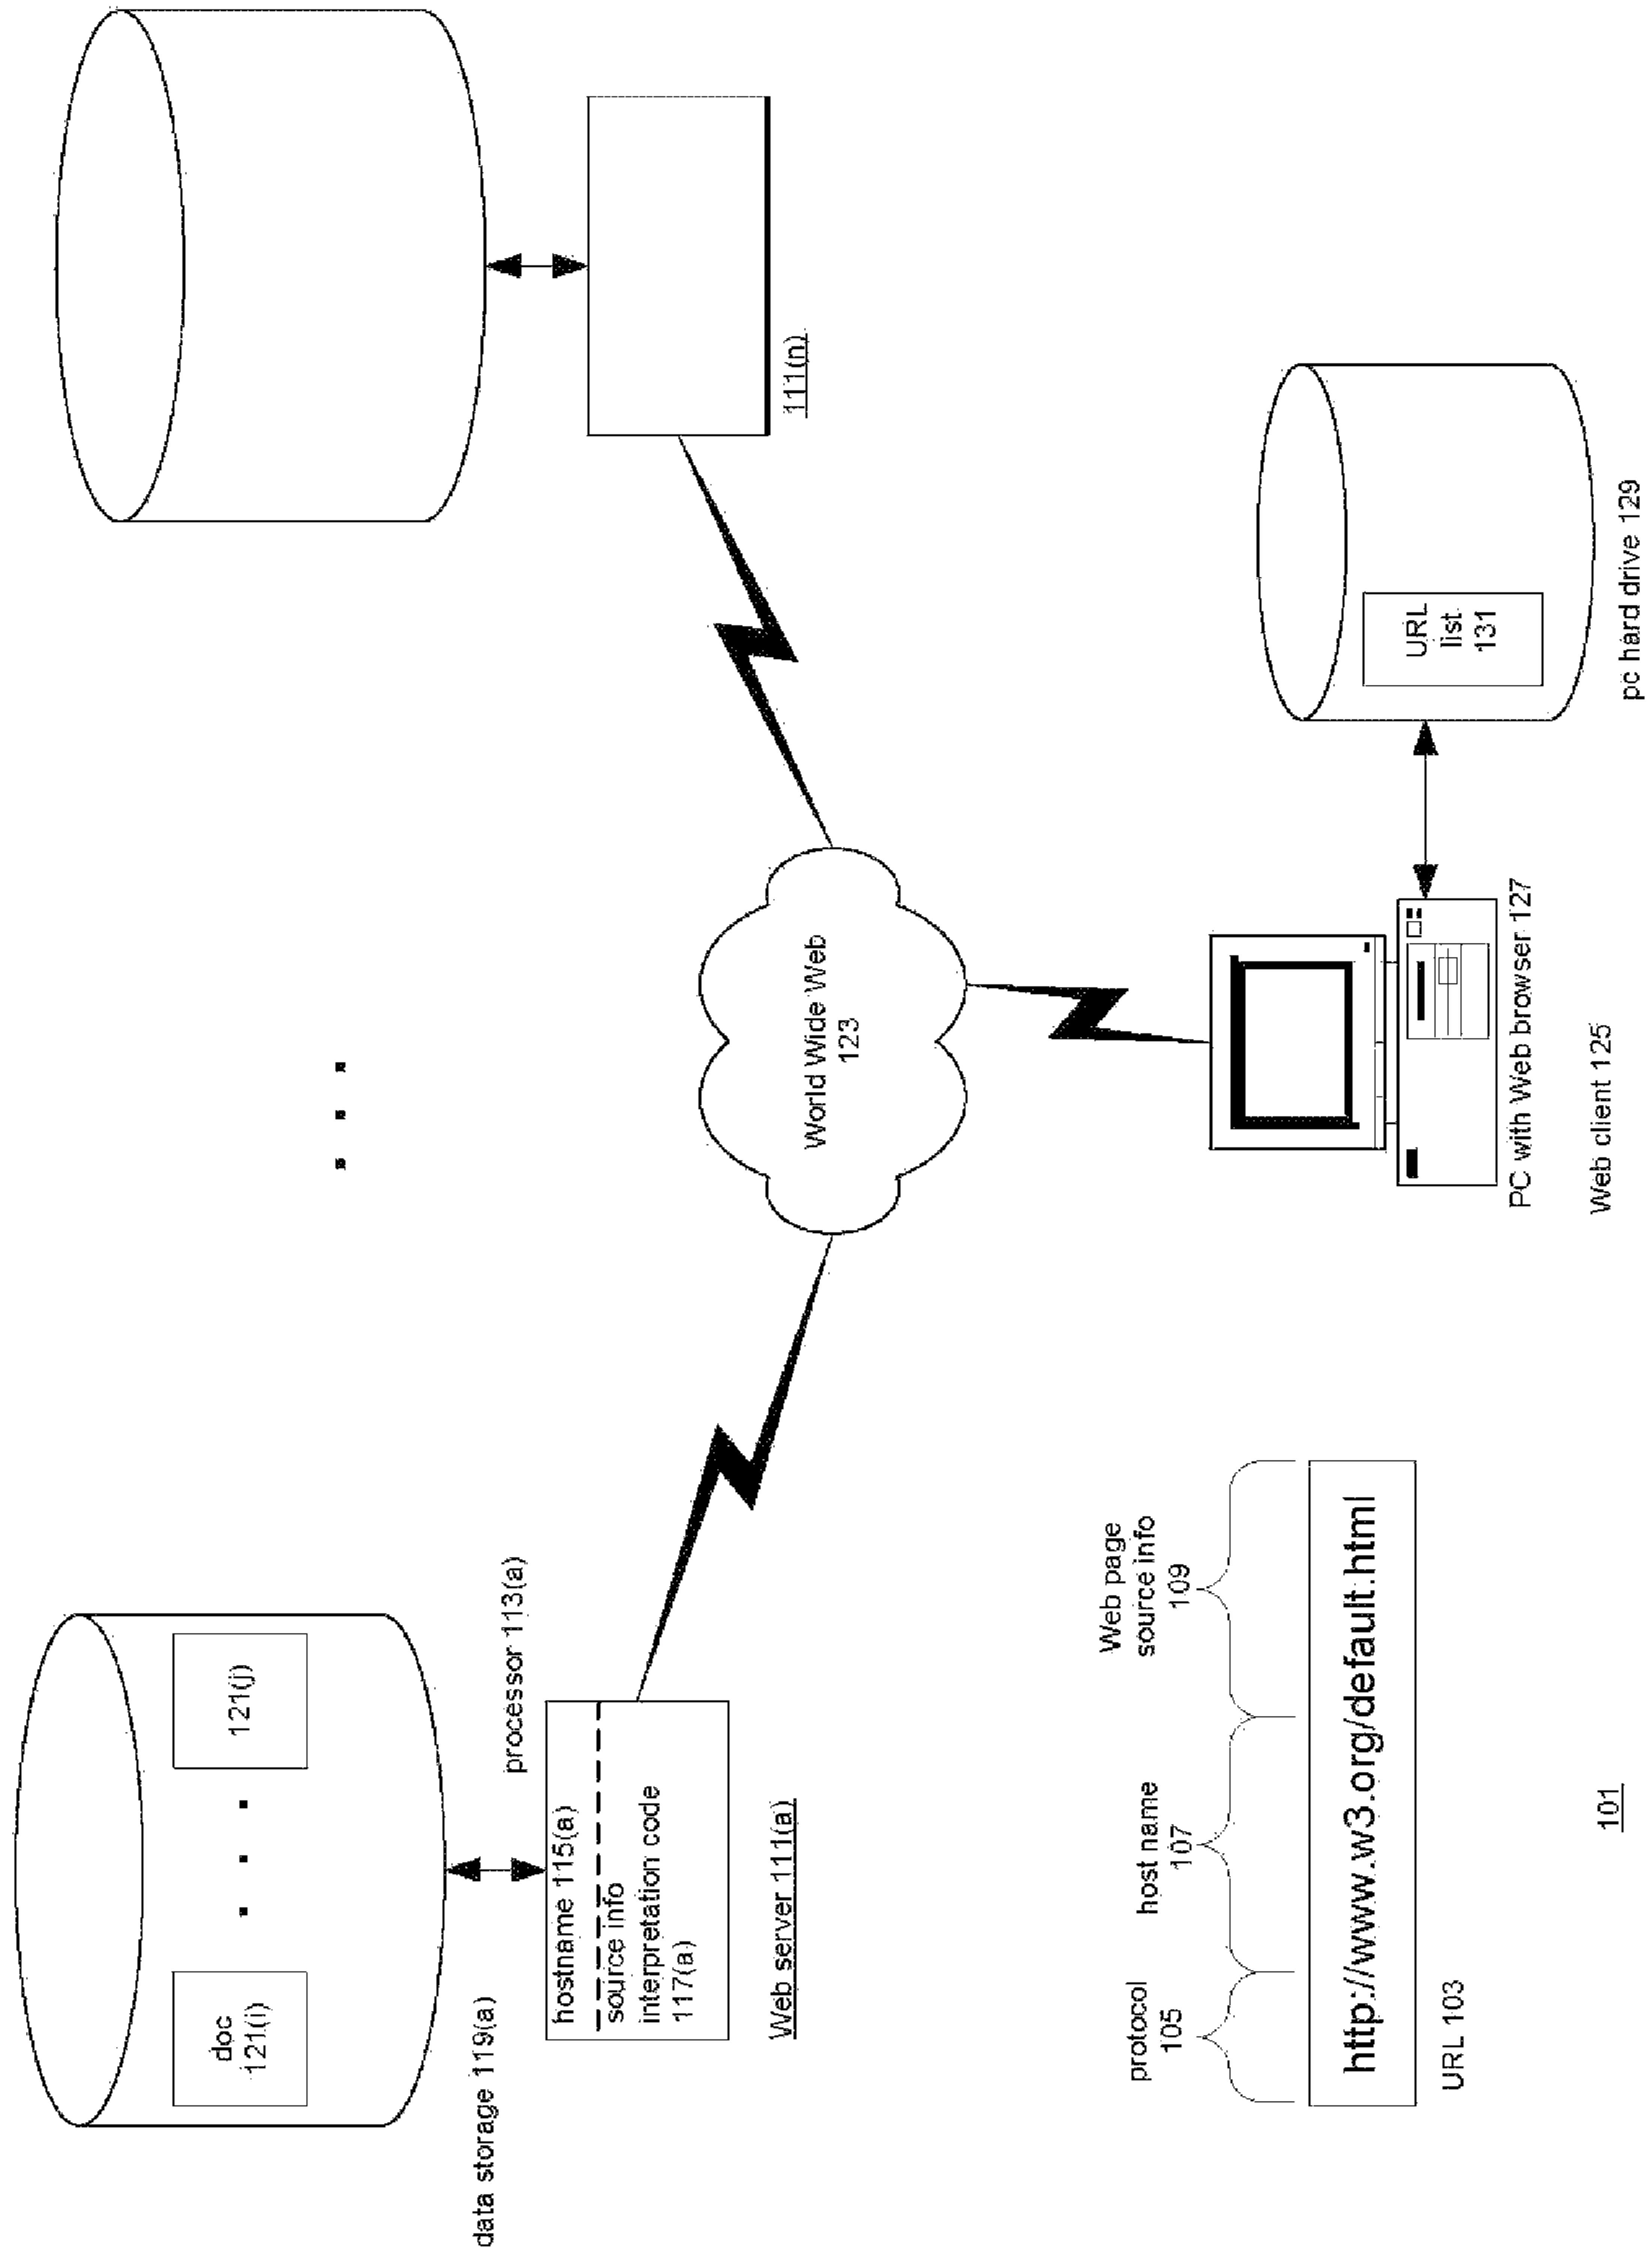 doc
121(i)
121(j)
data storage 119(a)
processor 113(a)
hostname 115(a)
source info
interpretation code
117(a)
Web server 111(a)
111(n)
World Wide Web
123
protocol
105
host name
107
Web page
source info
109
http://www.w3.org/default.html
URL 103
URL
list
131
PC with Web browser 127
pc hard drive 129
Web client 125
101